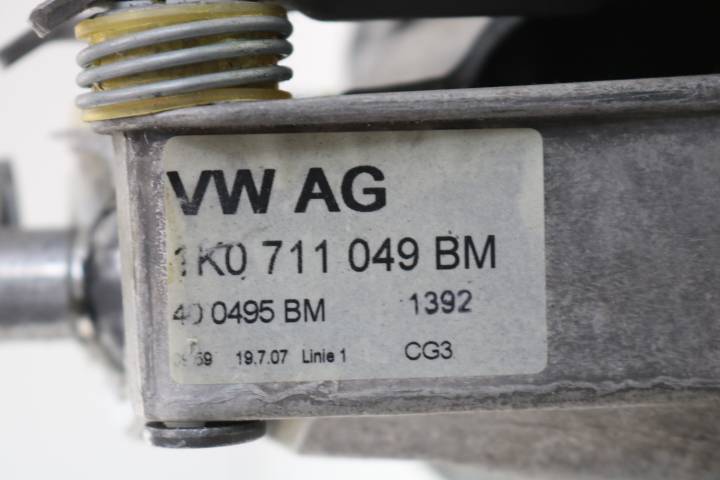 VW AG
1K0 711 049 BM
40 0495 BM 1392
19.7.07 Linie 1 CG3